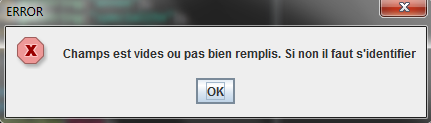 ERROR
Champs est vides ou pas bien remplis. Si non il faut s'identifier
OK